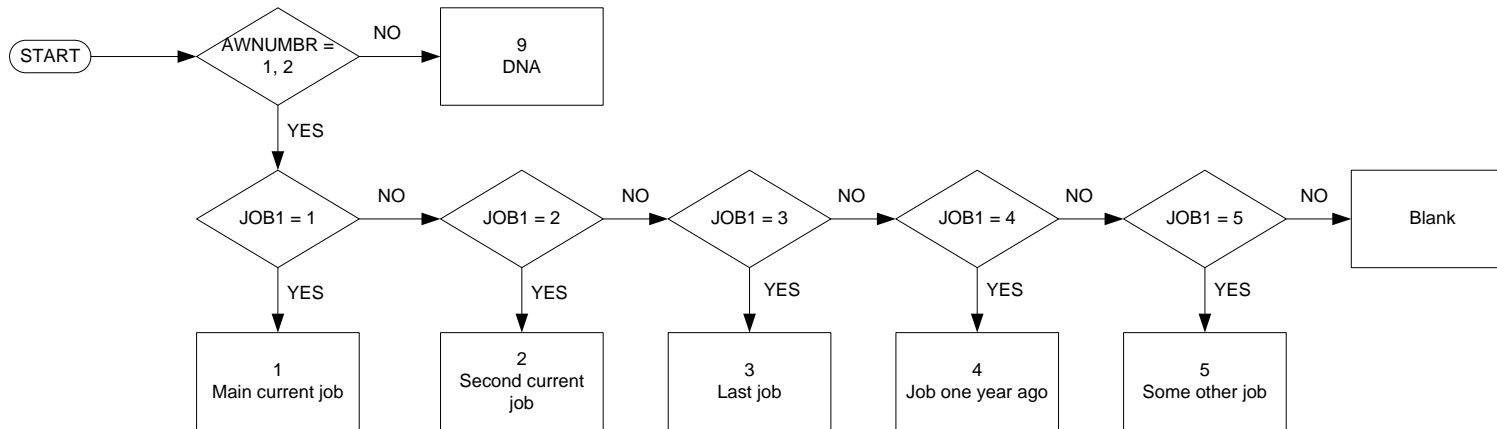 START
AWNUMBR =
1, 2
NO
9
DNA
YES
JOB1 = 1
NO
JOB1 = 2
NO
JOB1 = 3
NO
JOB1 = 4
NO
JOB1 = 5
NO
Blank
YES
YES
YES
YES
YES
1
Main current job
2
Second current
job
3
Last job
4
Job one year ago
5
Some other job